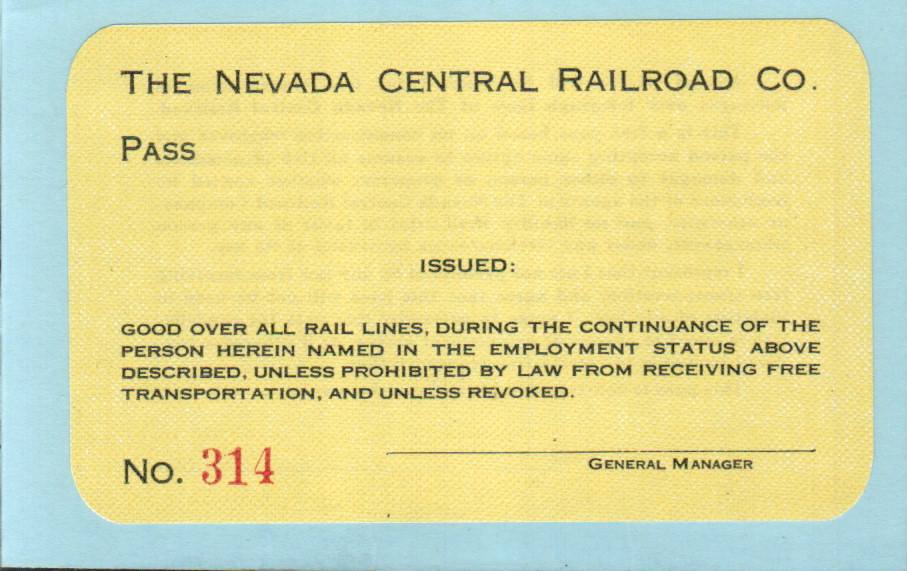 THE NEVADA CENTRAL RAILROAD CO.
PASS
ISSUED:
GOOD OVER ALL RAIL LINES, DURING THE CONTINUANCE OF THE
PERSON HEREIN NAMED IN THE EMPLOYMENT STATUS ABOVE
DESCRIBED, UNLESS PROHIBITED BY LAW FROM RECEIVING FREE
TRANSPORTATION, AND UNLESS REVOKED.
NO. 314
GENERAL MANAGER